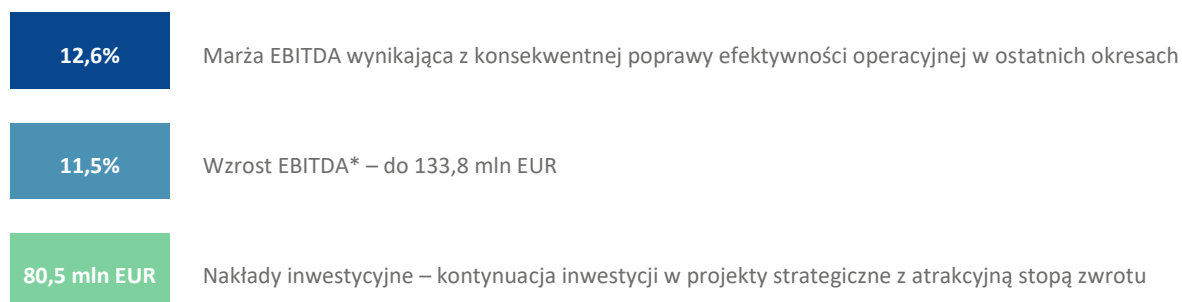 12,6% Marża EBITDA wynikająca z konsekwentnej poprawy efektywności operacyjnej w ostatnich okresach
11,5% Wzrost EBITDA* – do 133,8 mln EUR
80,5 mln EUR Nakłady inwestycyjne – kontynuacja inwestycji w projekty strategiczne z atrakcyjną stopą zwrotu